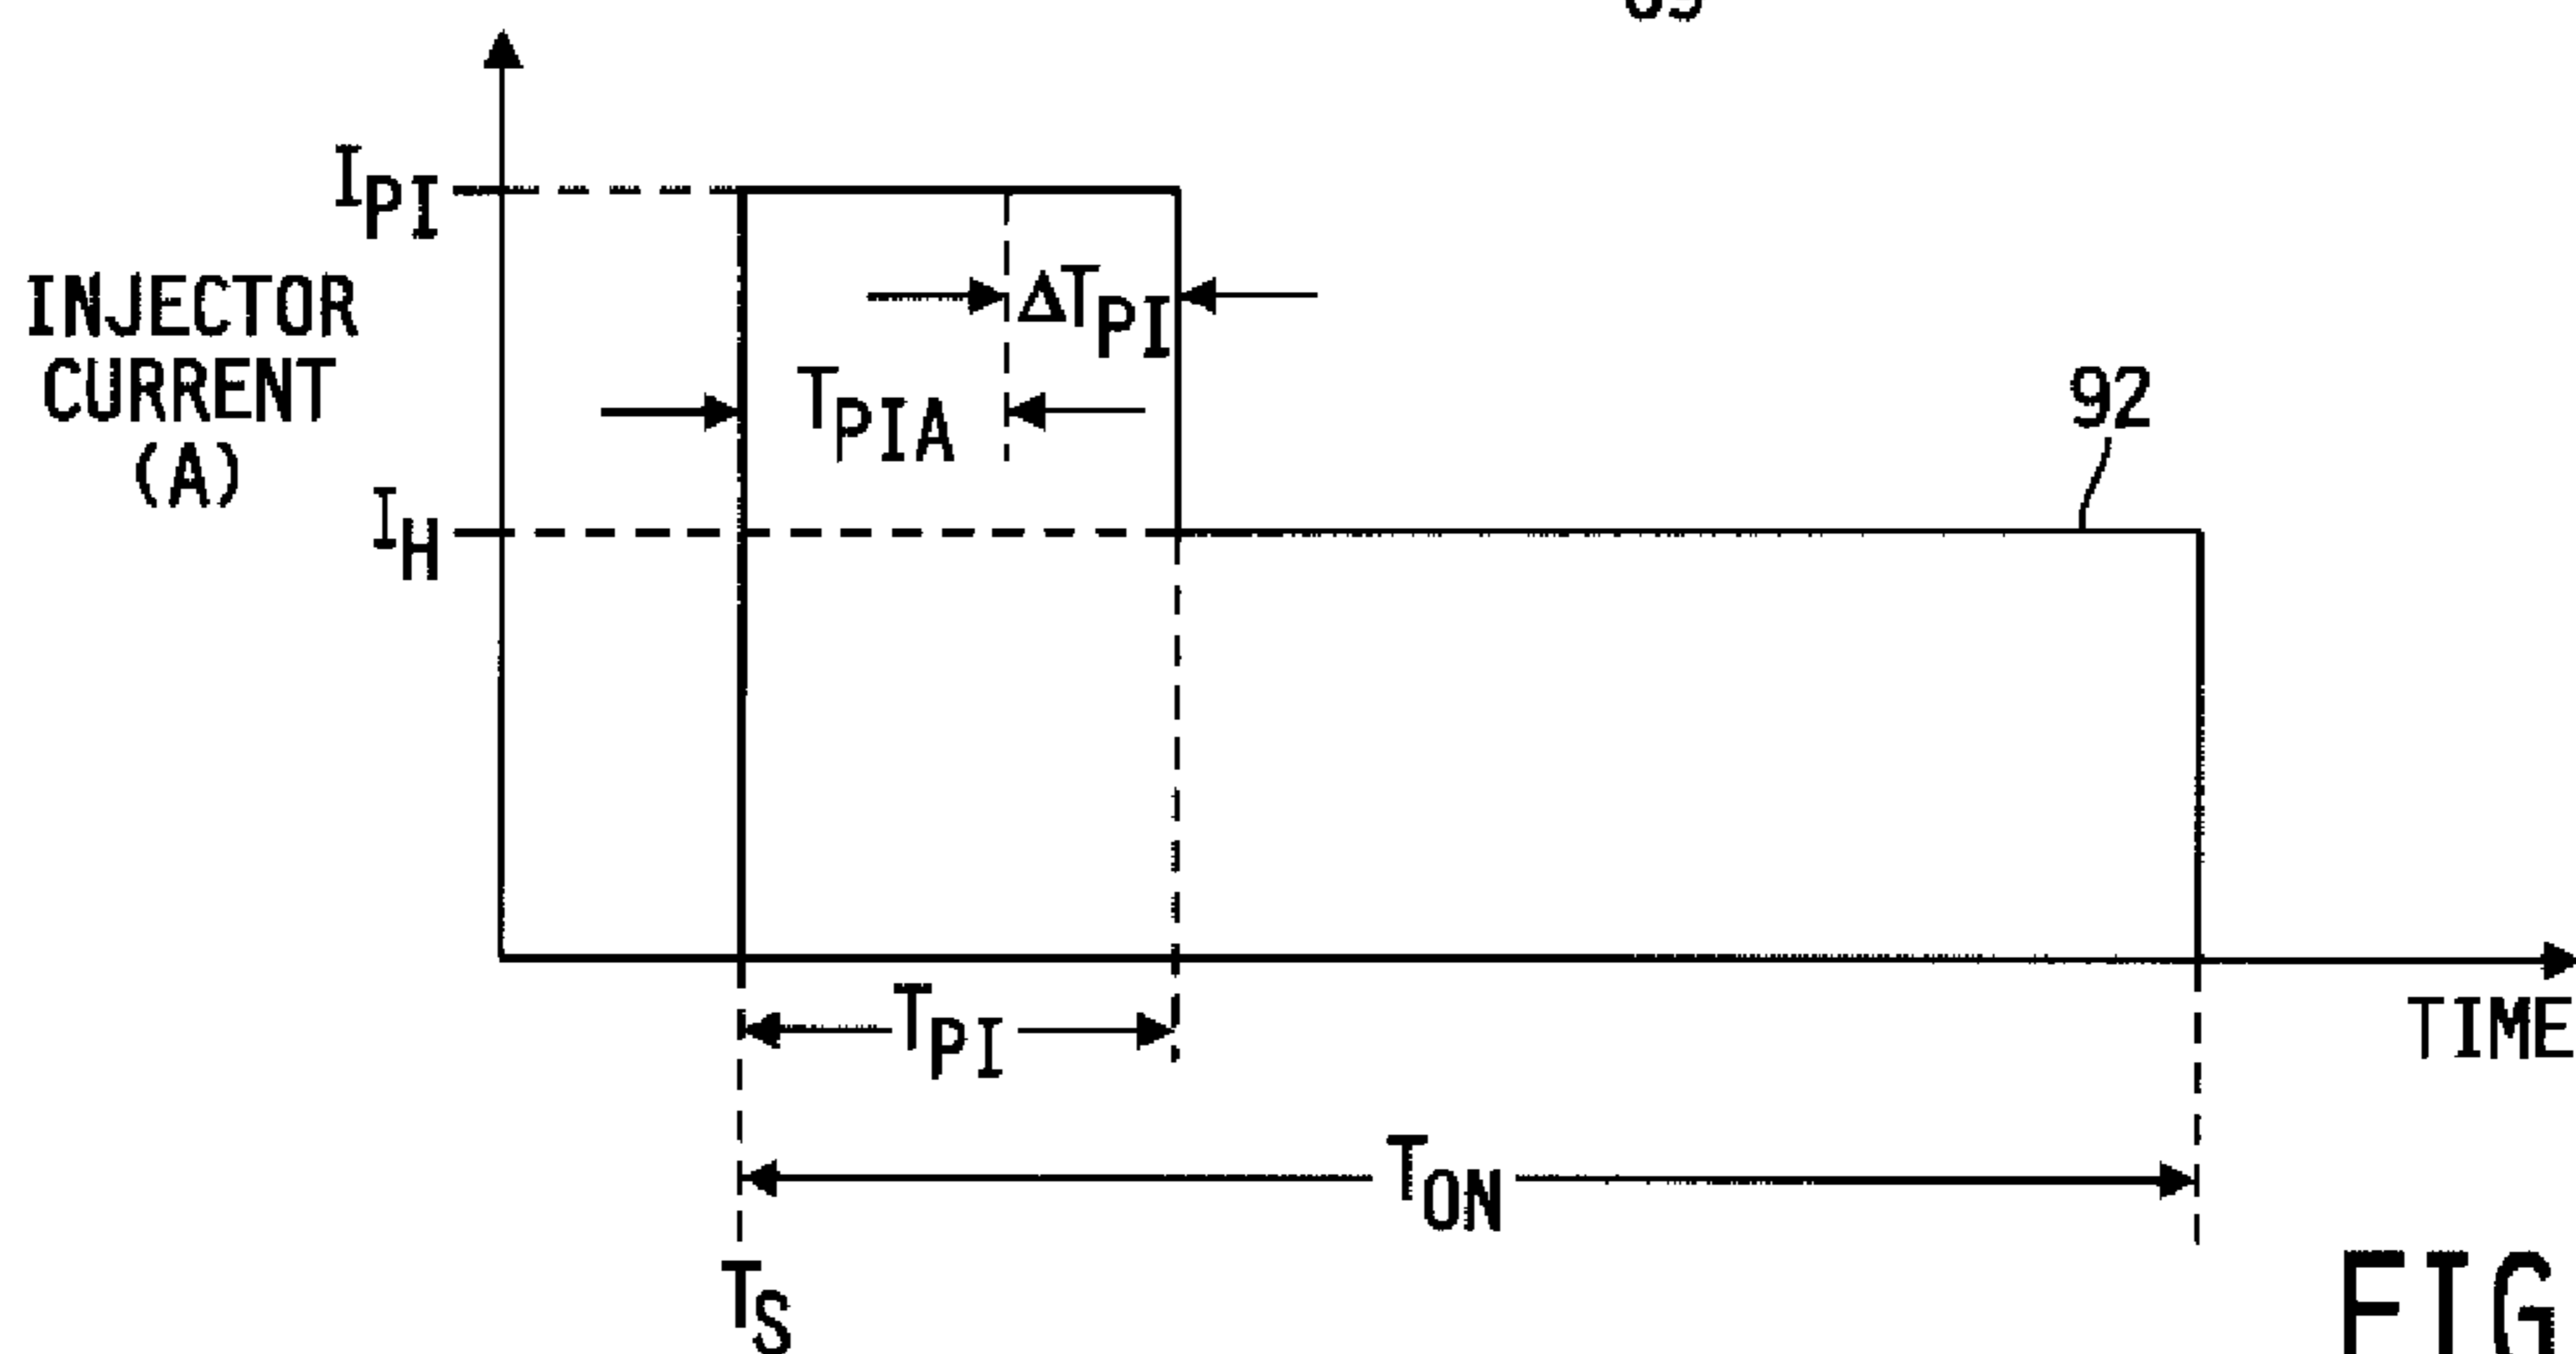 I_PI
INJECTOR
CURRENT
(A)
I_H
ΔT_PI
T_PIA
92
T_PI
TIME
T_ON
T_S
FIG